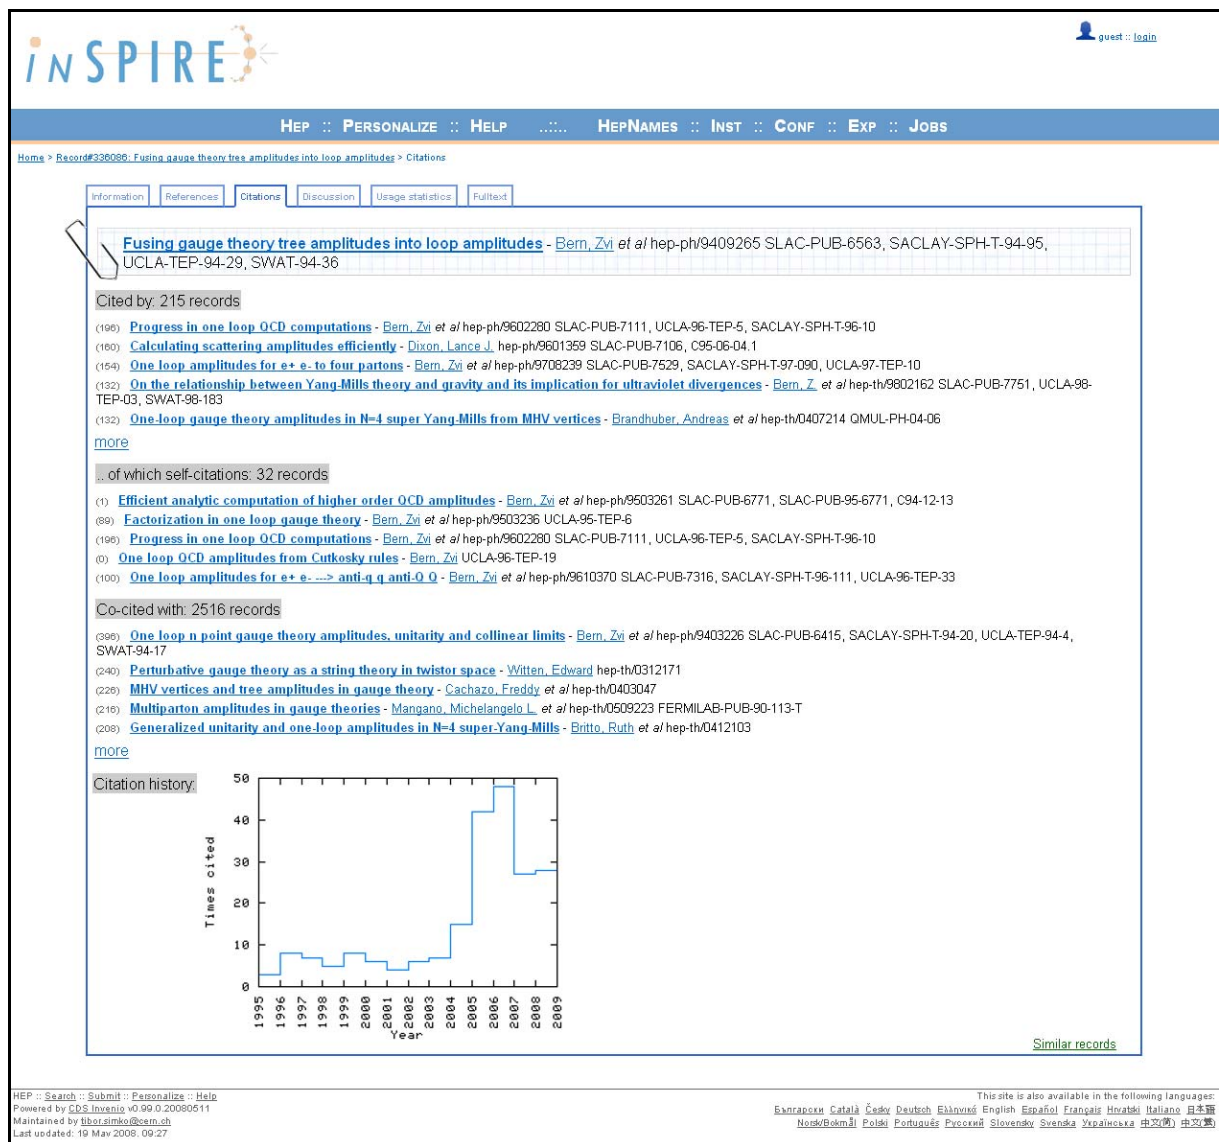 inSPIRE
guest :: login
HEP :: PERSONALIZE :: HELP ..::.. HEPNAMES :: INST :: CONF :: EXP :: JOBS
Home > Record#336086: Fusing gauge theory tree amplitudes into loop amplitudes > Citations
Information References Citations Discussion Usage statistics Fulltext
Fusing gauge theory tree amplitudes into loop amplitudes - Bern, Zvi et al hep-ph/9409265 SLAC-PUB-6563, SACLAY-SPH-T-94-95,
UCLA-TEP-94-29, SWAT-94-36
Cited by: 215 records
(196) Progress in one loop QCD computations - Bern, Zvi et al hep-ph/9602280 SLAC-PUB-7111, UCLA-96-TEP-5, SACLAY-SPH-T-96-10
(160) Calculating scattering amplitudes efficiently - Dixon, Lance J. hep-ph/9601359 SLAC-PUB-7106, C95-06-04.1
(154) One loop amplitudes for e+ e- to four partons - Bern, Zvi et al hep-ph/9708239 SLAC-PUB-7529, SACLAY-SPH-T-97-090, UCLA-97-TEP-10
(132) On the relationship between Yang-Mills theory and gravity and its implication for ultraviolet divergences - Bern, Z. et al hep-th/9802162 SLAC-PUB-7751, UCLA-98-
TEP-03, SWAT-98-183
(132) One-loop gauge theory amplitudes in N=4 super Yang-Mills from MHV vertices - Brandhuber, Andreas et al hep-th/0407214 QMUL-PH-04-06
more
.. of which self-citations: 32 records
(1) Efficient analytic computation of higher order QCD amplitudes - Bern, Zvi et al hep-ph/9503261 SLAC-PUB-6771, SLAC-PUB-95-6771, C94-12-13
(89) Factorization in one loop gauge theory - Bern, Zvi et al hep-ph/9503236 UCLA-95-TEP-6
(196) Progress in one loop QCD computations - Bern, Zvi et al hep-ph/9602280 SLAC-PUB-7111, UCLA-96-TEP-5, SACLAY-SPH-T-96-10
(0) One loop QCD amplitudes from Cutkosky rules - Bern, Zvi UCLA-96-TEP-19
(100) One loop amplitudes for e+ e- ---> anti-q q anti-Q Q - Bern, Zvi et al hep-ph/9610370 SLAC-PUB-7316, SACLAY-SPH-T-96-111, UCLA-96-TEP-33
Co-cited with: 2516 records
(396) One loop n point gauge theory amplitudes, unitarity and collinear limits - Bern, Zvi et al hep-ph/9403226 SLAC-PUB-6415, SACLAY-SPH-T-94-20, UCLA-TEP-94-4,
SWAT-94-17
(240) Perturbative gauge theory as a string theory in twistor space - Witten, Edward hep-th/0312171
(226) MHV vertices and tree amplitudes in gauge theory - Cachazo, Freddy et al hep-th/0403047
(216) Multiparton amplitudes in gauge theories - Mangano, Michelangelo L. et al hep-th/0509223 FERMILAB-PUB-90-113-T
(208) Generalized unitarity and one-loop amplitudes in N=4 super-Yang-Mills - Britto, Ruth et al hep-th/0412103
more
Citation history:
50
40
30
20
10
0
Times cited
1995 1996 1997 1998 1999 2000 2001 2002 2003 2004 2005 2006 2007 2008 2009
Year
Similar records
HEP :: Search :: Submit :: Personalize :: Help
Powered by CDS Invenio v0.99.0.20080511
Maintained by tibor.simko@cern.ch
Last updated: 19 May 2008, 09:27
This site is also available in the following languages:
Български Català Česky Deutsch Ελληνικά English Español Français Hrvatski Italiano 日本語
Norsk/Bokmål Polski Português Русский Slovensky Svenska Українська 中文(简) 中文(繁)